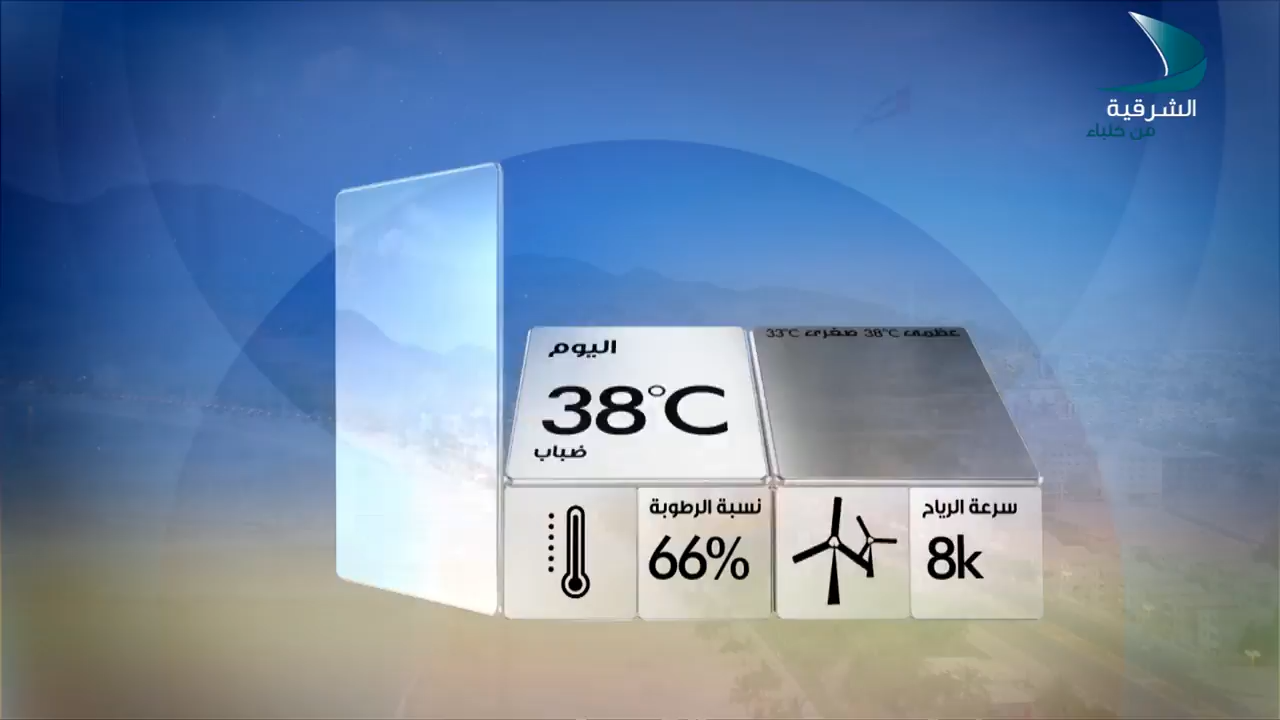 الشرقية
من كلباء
اليوم
38°C
ضباب
عظمى 38°C صغرى 33°C
نسبة الرطوبة
66%
سرعة الرياح
8k